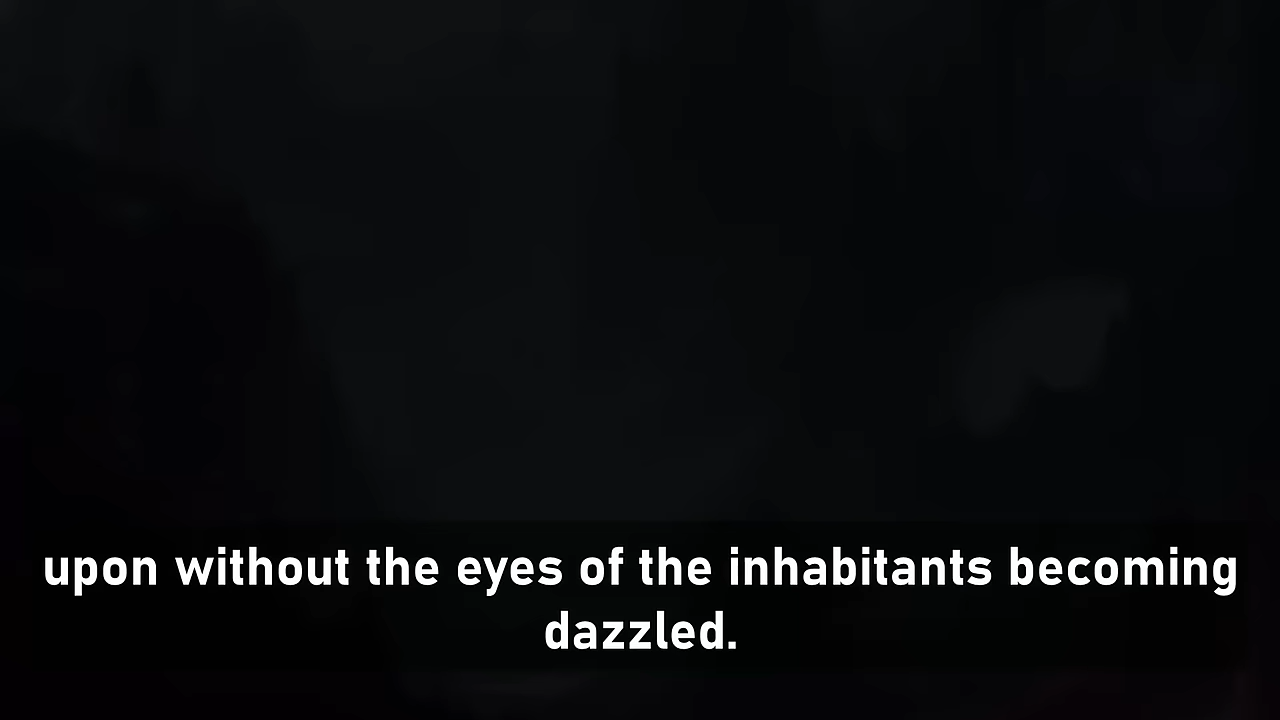 upon without the eyes of the inhabitants becoming
dazzled.